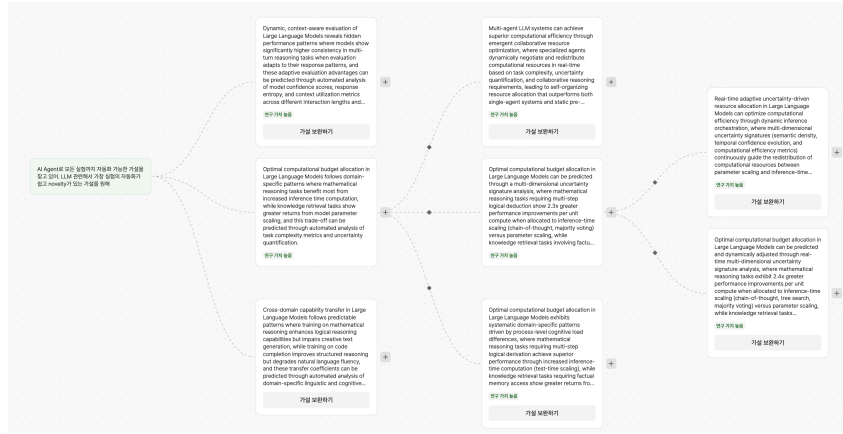 AI Agent로 모든 실험까지 자동화 가능한 가설을
찾고 있어. LLM 관련해서 가장 실험의 자동화가
쉽고 novelty가 있는 가설을 원해
Dynamic, context-aware evaluation of
Large Language Models reveals hidden
performance patterns where models show
significantly higher consistency in multi-
turn reasoning tasks when evaluation
adapts to their response patterns, and
these adaptive evaluation advantages can
be predicted through automated analysis
of model confidence scores, response
entropy, and context utilization metrics
across different interaction lengths and...
연구 가치 높음
가설 보완하기
Optimal computational budget allocation in
Large Language Models follows domain-
specific patterns where mathematical
reasoning tasks benefit most from
increased inference time computation,
while knowledge retrieval tasks show
greater returns from model parameter
scaling, and this trade-off can be
predicted through automated analysis of
task complexity metrics and uncertainty
quantification.
연구 가치 높음
Cross-domain capability transfer in Large
Language Models follows predictable
patterns where training on mathematical
reasoning enhances logical reasoning
capabilities but impairs creative text
generation, while training on code
completion improves structured reasoning
but degrades natural language fluency,
and these transfer coefficients can be
predicted through automated analysis of
domain-specific linguistic and cognitive...
가설 보완하기
Multi-agent LLM systems can achieve
superior computational efficiency through
emergent collaborative resource
optimization, where specialized agents
dynamically negotiate and redistribute
computational resources in real-time
based on task complexity, uncertainty
quantification, and collaborative reasoning
requirements, leading to self-organizing
resource allocation that outperforms both
single-agent systems and static pre-...
연구 가치 높음
가설 보완하기
Optimal computational budget allocation in
Large Language Models can be predicted
through a multi-dimensional uncertainty
signature analysis, where mathematical
reasoning tasks requiring multi-step
logical deduction show 2.3x greater
performance improvements per unit
compute when allocated to inference-time
scaling (chain-of-thought, majority voting)
versus parameter scaling, while
knowledge retrieval tasks involving factu...
연구 가치 높음
Optimal computational budget allocation in
Large Language Models exhibits
systematic domain-specific patterns
driven by process-level cognitive load
differences, where mathematical
reasoning tasks requiring multi-step
logical derivation achieve superior
performance through increased inference-
time computation (test-time scaling), while
knowledge retrieval tasks requiring factual
memory access show greater returns fro...
연구 가치 높음
가설 보완하기
Real-time adaptive uncertainty-driven
resource allocation in Large Language
Models can optimize computational
efficiency through dynamic inference
orchestration, where multi-dimensional
uncertainty signatures (semantic density,
temporal confidence evolution, and
computational efficiency metrics)
continuously guide the redistribution of
computational resources between
parameter scaling and inference-time...
연구 가치 높음
가설 보완하기
Optimal computational budget allocation in
Large Language Models can be predicted
and dynamically adjusted through real-
time multi-dimensional uncertainty
signature analysis, where mathematical
reasoning tasks exhibit 2.4x greater
performance improvements per unit
compute when allocated to inference-time
scaling (chain-of-thought, tree search,
majority voting) versus parameter scaling,
while knowledge retrieval tasks...
가설 보완하기